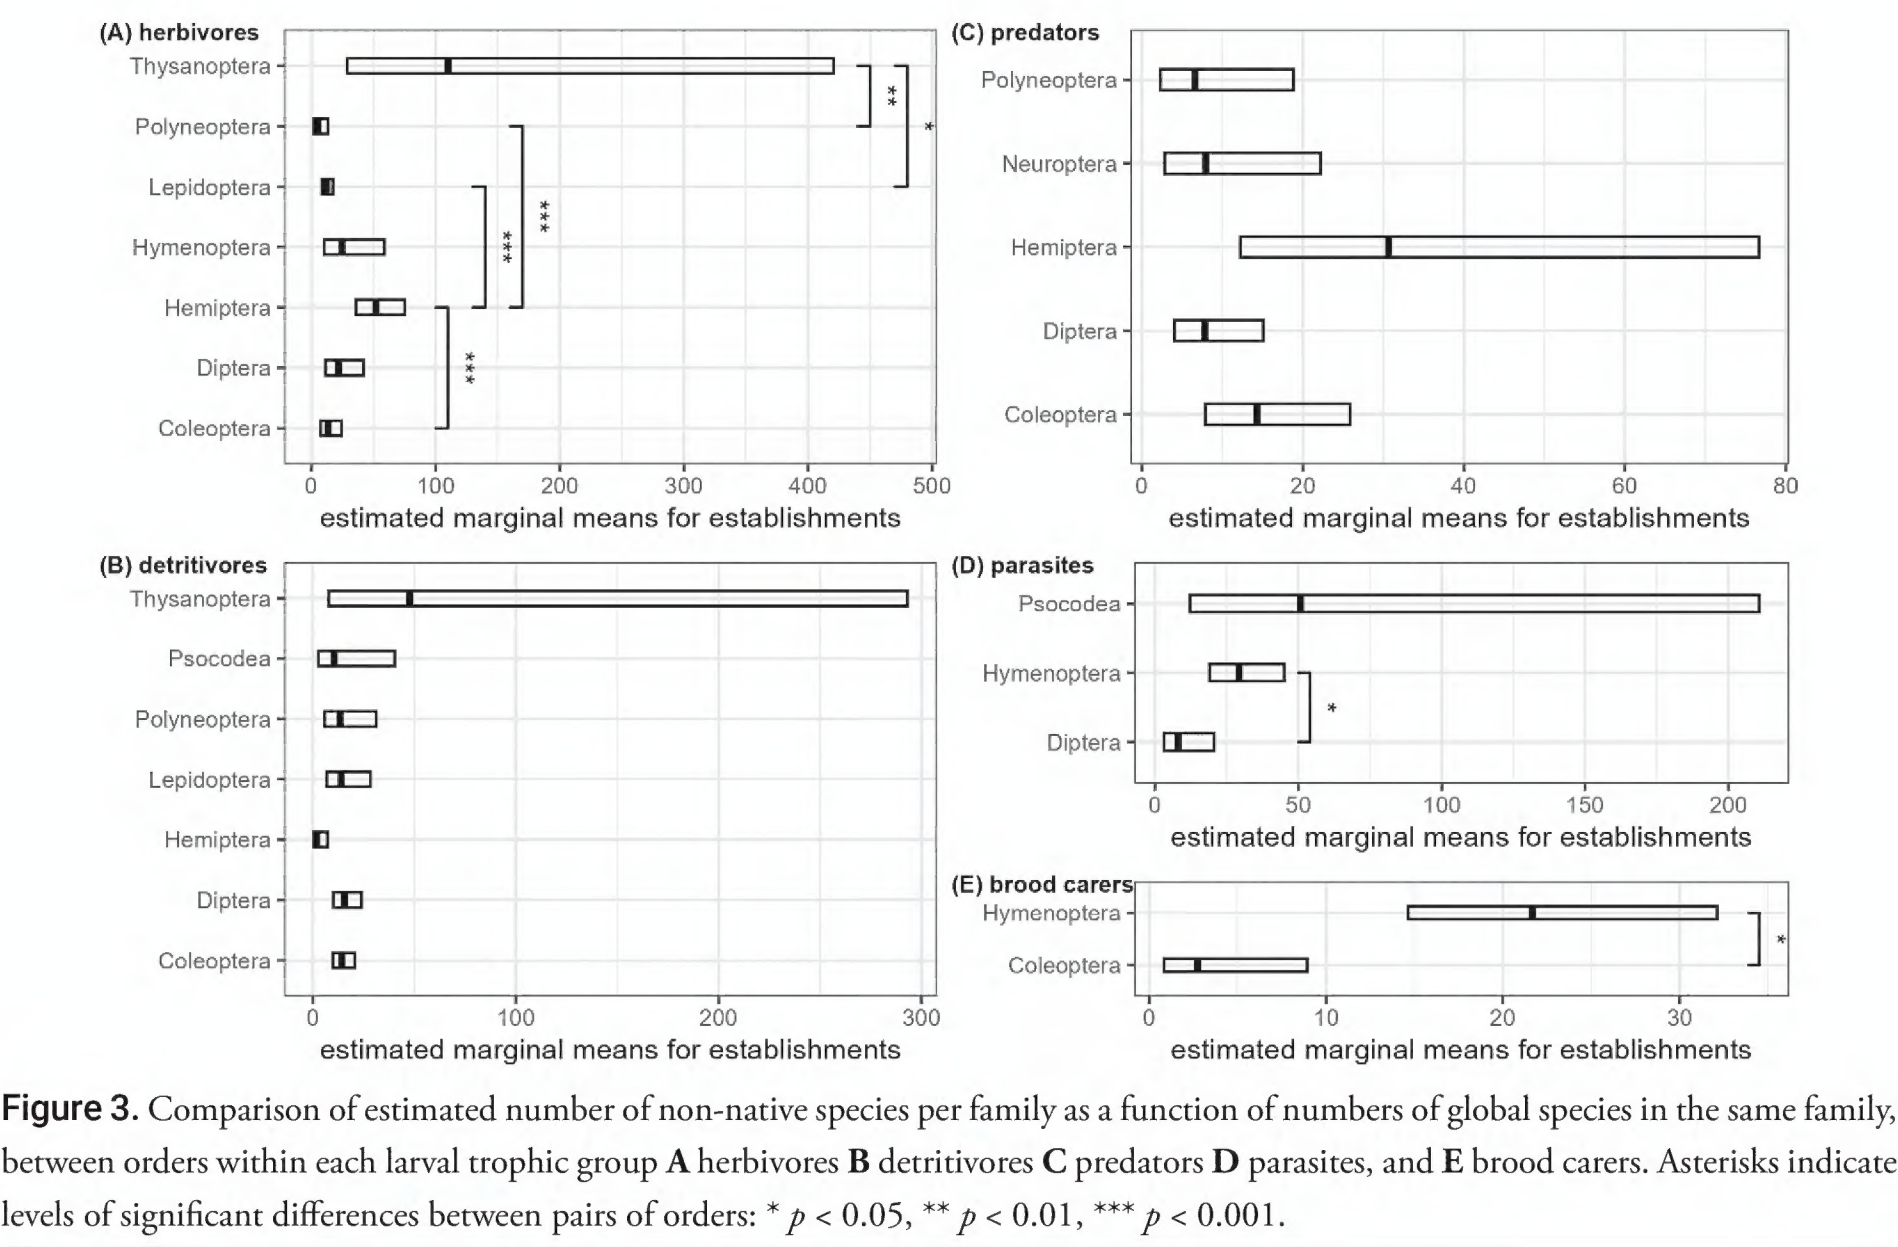 (A) herbivores
Thysanoptera
Polyneoptera
Lepidoptera
Hymenoptera
Hemiptera
Diptera
Coleoptera
**
*
***
***
***
0 100 200 300 400 500
estimated marginal means for establishments
(B) detritivores
Thysanoptera
Psocodea
Polyneoptera
Lepidoptera
Hemiptera
Diptera
Coleoptera
0 100 200 300
estimated marginal means for establishments
(C) predators
Polyneoptera
Neuroptera
Hemiptera
Diptera
Coleoptera
0 20 40 60 80
estimated marginal means for establishments
(D) parasites
Psocodea
Hymenoptera
Diptera
*
0 50 100 150 200
estimated marginal means for establishments
(E) brood carers
Hymenoptera
Coleoptera
*
0 10 20 30
estimated marginal means for establishments
Figure 3. Comparison of estimated number of non-native species per family as a function of numbers of global species in the same family,
between orders within each larval trophic group A herbivores B detritivores C predators D parasites, and E brood carers. Asterisks indicate
levels of significant differences between pairs of orders: * p < 0.05, ** p < 0.01, *** p < 0.001.